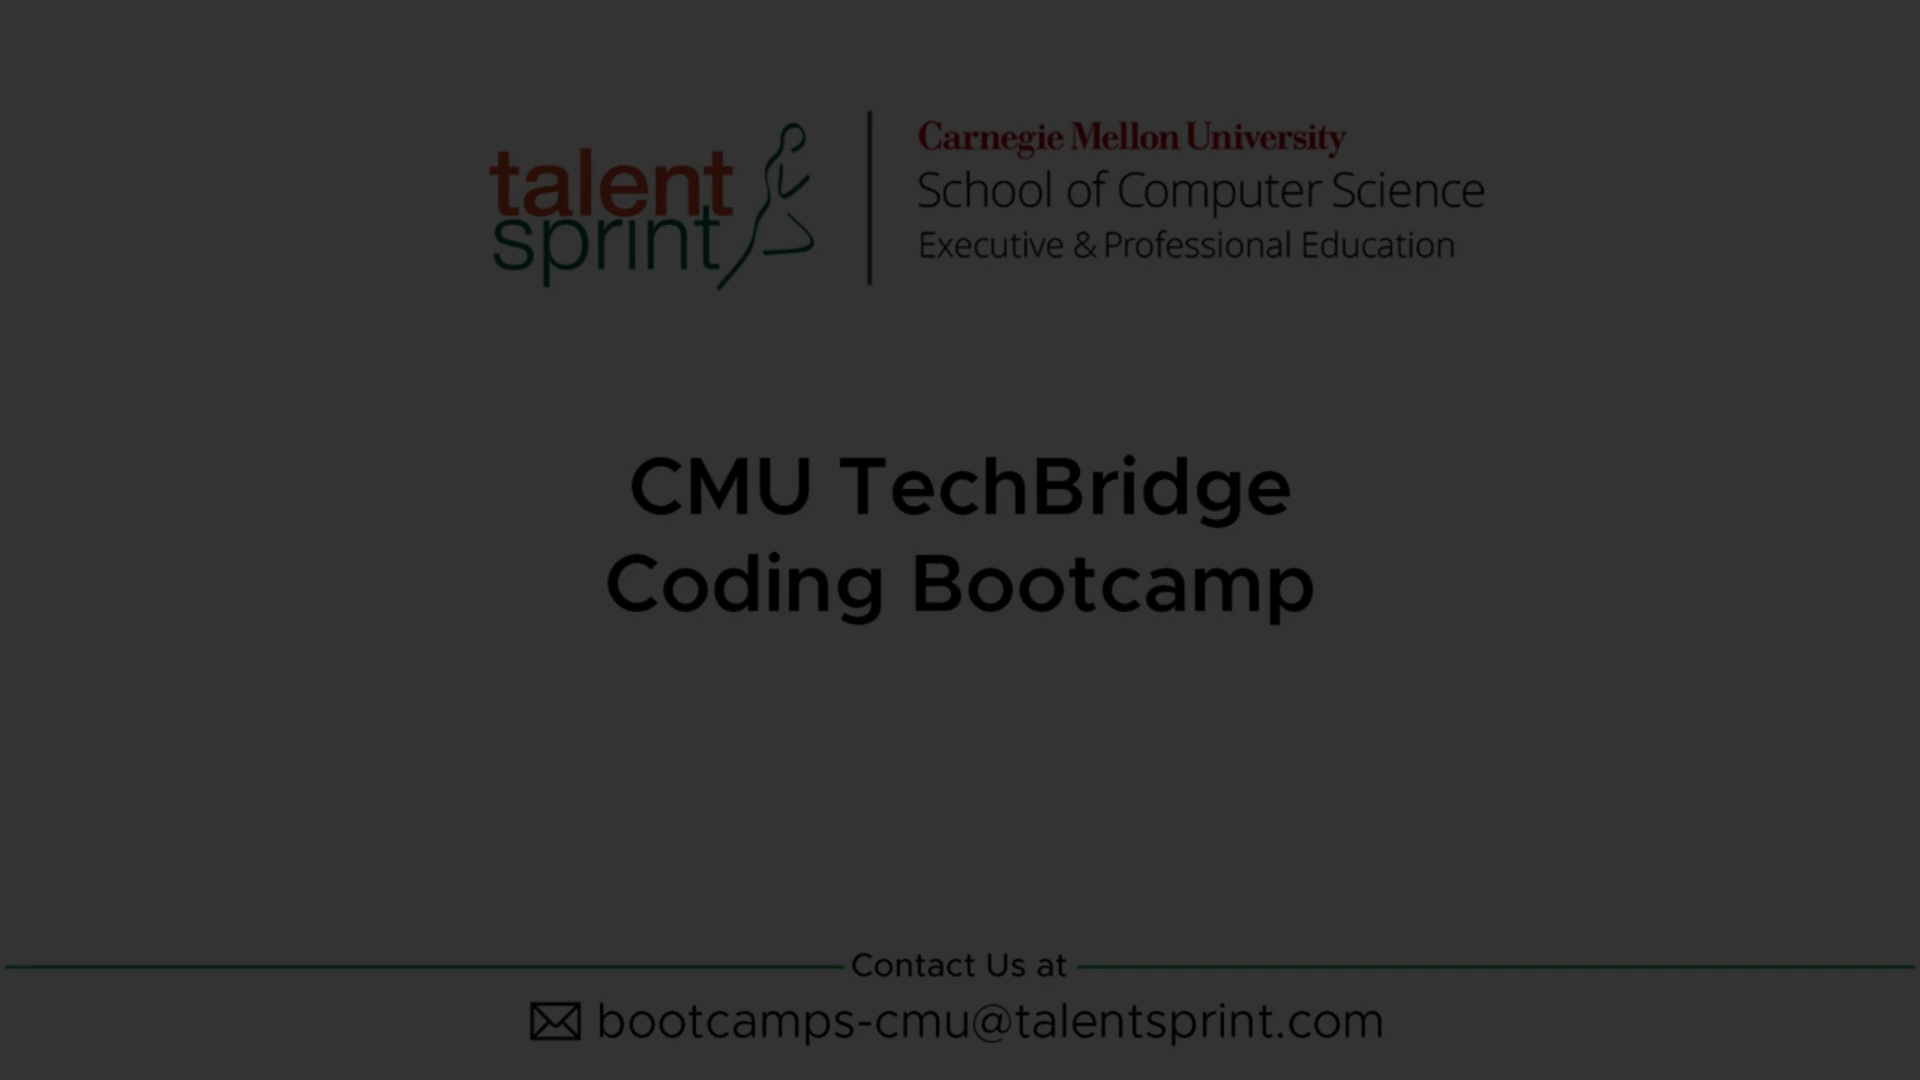 talent
sprint
Carnegie Mellon University
School of Computer Science
Executive & Professional Education
CMU TechBridge
Coding Bootcamp
Contact Us at
bootcamps-cmu@talentsprint.com